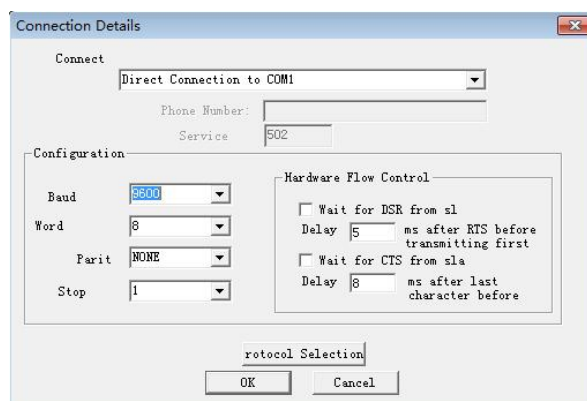 Connection Details
Connect
Direct Connection to COM1
Phone Number:
Service
502
Configuration
Baud
9600
Word
8
Parit
NONE
Stop
1
Hardware Flow Control
Wait for DSR from sl
Delay 5 ms after RTS before
transmitting first
Wait for CTS from sla
Delay 8 ms after last
character before
rotocol Selection
OK
Cancel